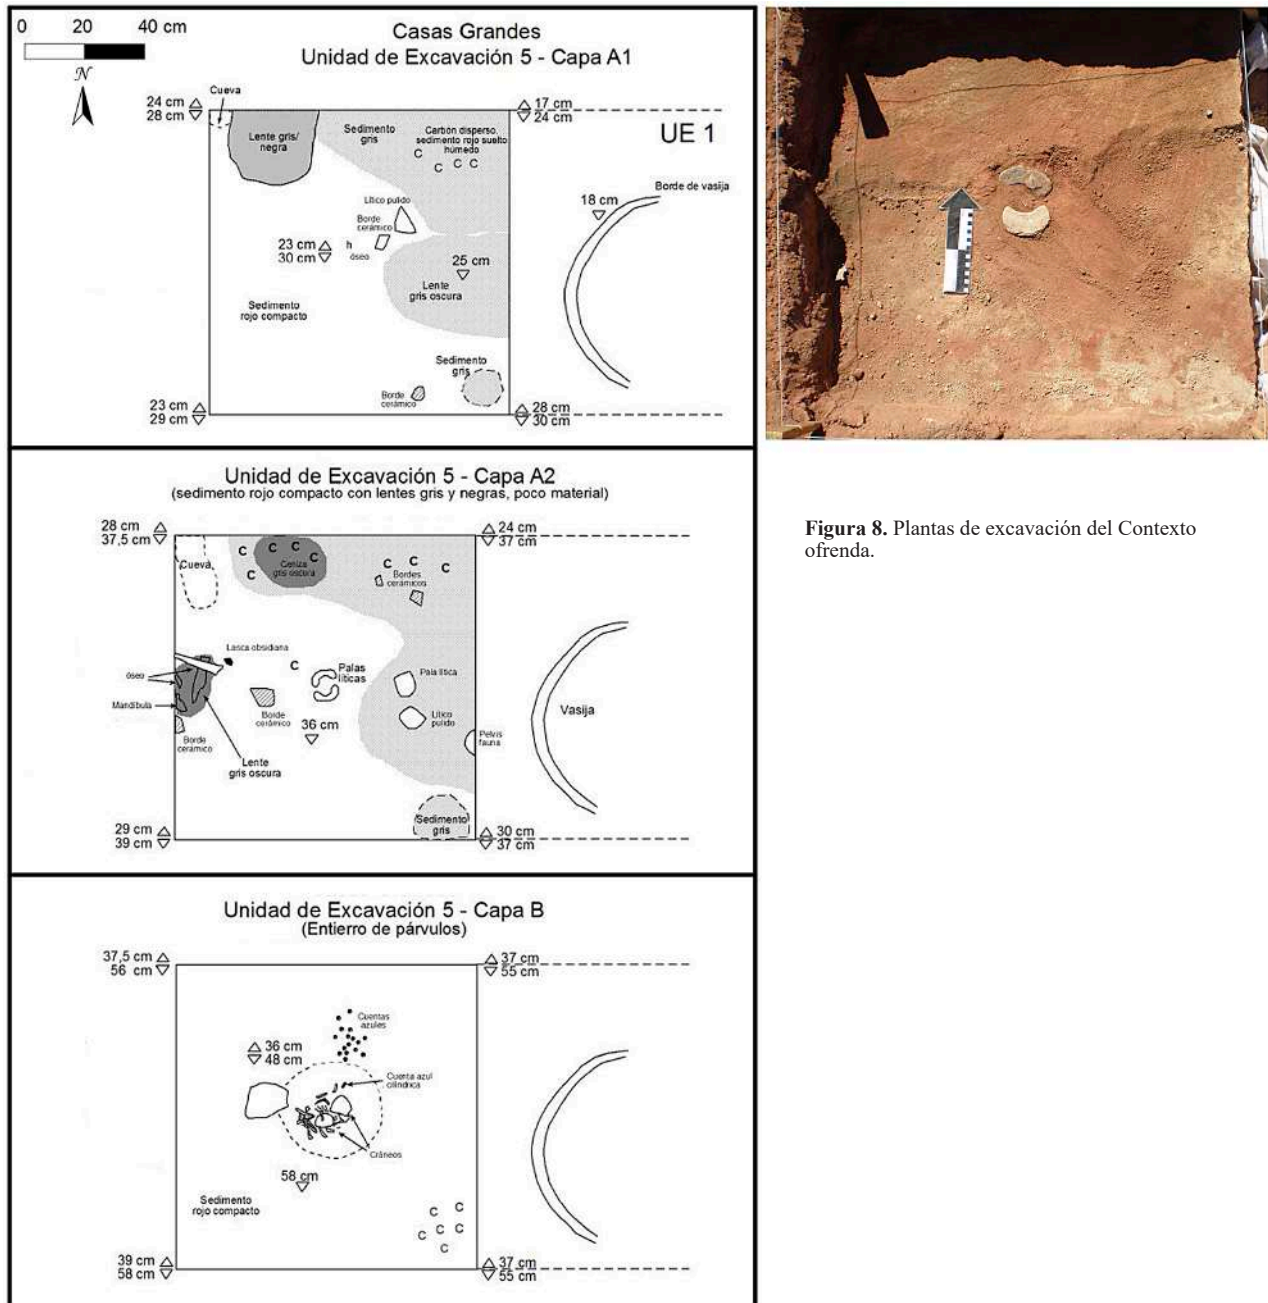 0 20 40 cm
N
Casas Grandes
Unidad de Excavación 5 - Capa A1
Cueva
24 cm
28 cm
17 cm
24 cm
UE 1
Lente gris/
negra
Sedimento
gris
Carbón disperso,
sedimento rojo suelto
húmedo
C C C C
Lítico pulido
Borde
cerámico
23 cm
30 cm
h
óseo
25 cm
Lente
gris oscura
18 cm
Borde de vasija
Sedimento
rojo compacto
Sedimento
gris
Borde
cerámico
23 cm
29 cm
28 cm
30 cm
Unidad de Excavación 5 - Capa A2
(sedimento rojo compacto con lentes gris y negras, poco material)
28 cm
37,5 cm
24 cm
37 cm
Cueva
C C C C C C
Ceniza
gris oscura
C C C
Bordes
cerámicos
Lasca obsidiana
C
óseo
Mandíbula
Borde
cerámico
Lente
gris oscura
Borde
cerámico
Palas
líticas
36 cm
Pala lítica
Lítico
pulido
Pelvis
fauna
Vasija
Sedimento
gris
29 cm
39 cm
30 cm
37 cm
Unidad de Excavación 5 - Capa B
(Entierro de párvulos)
37,5 cm
56 cm
37 cm
55 cm
Cuentas
azules
36 cm
48 cm
Cuenta azul
cilíndrica
Cráneos
58 cm
Sedimento
rojo compacto
C C C C C C
39 cm
58 cm
37 cm
55 cm
Figura 8. Plantas de excavación del Contexto
ofrenda.